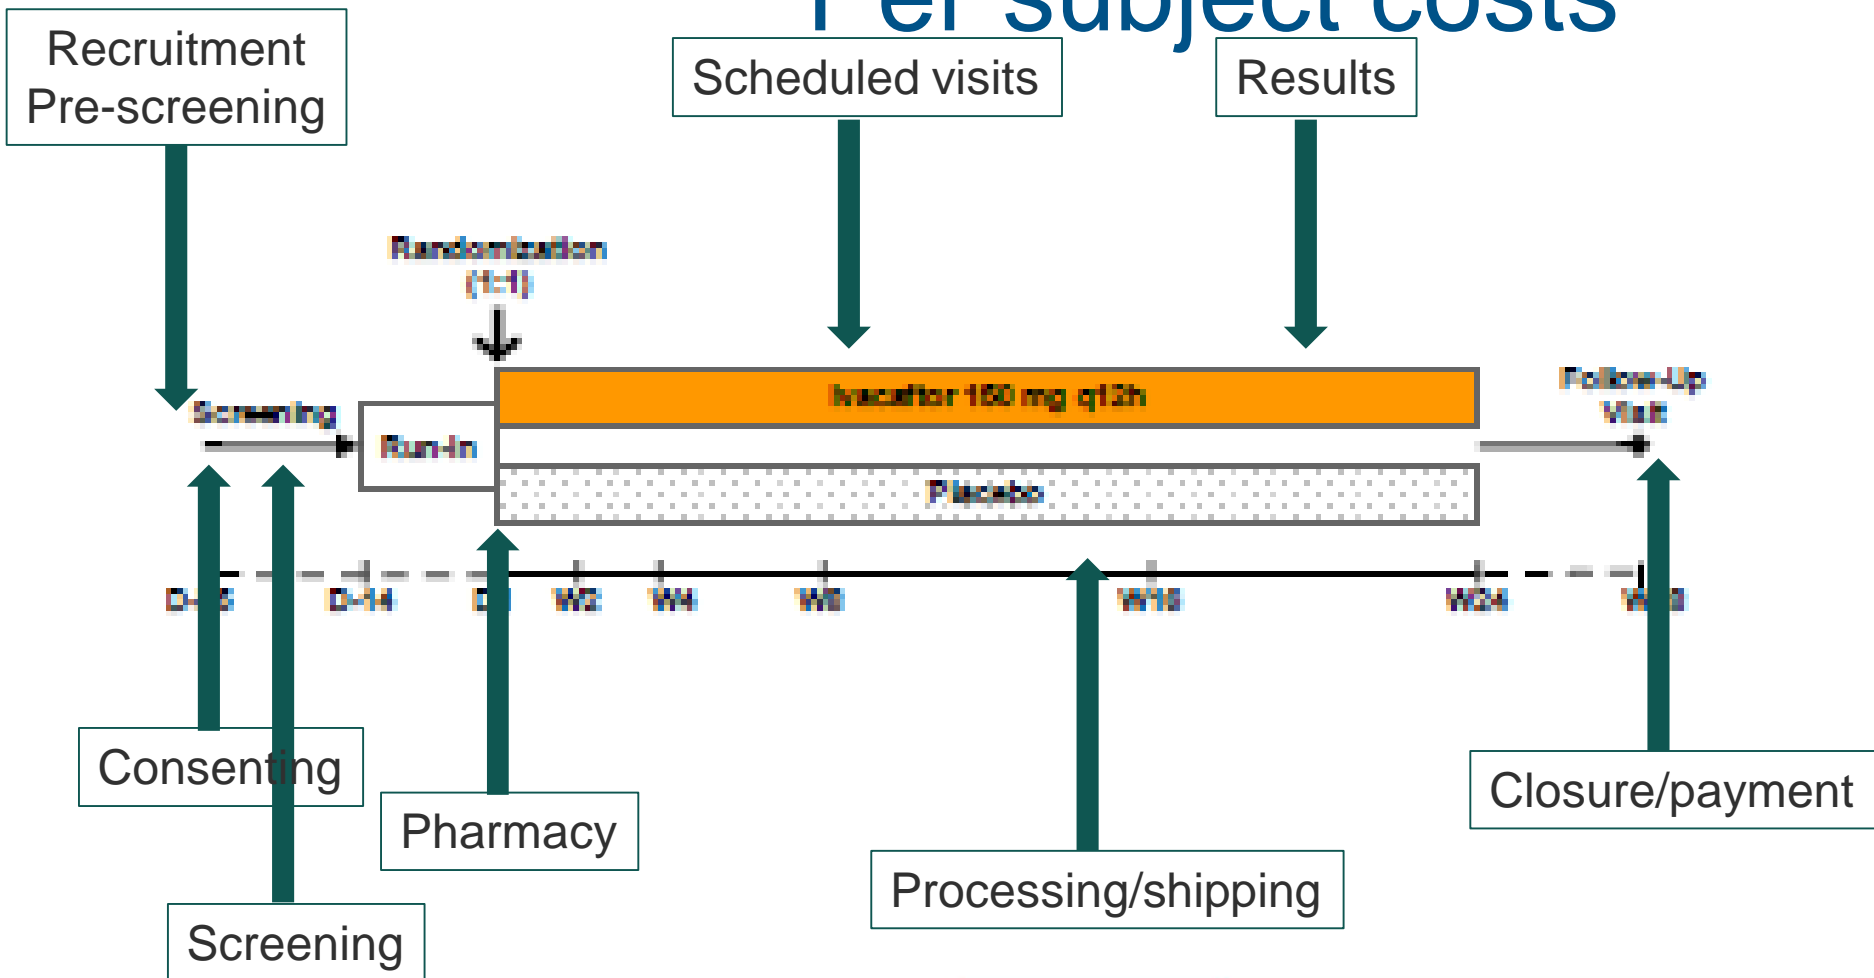 Per subject costs
Recruitment
Pre-screening
Scheduled visits
Results
Randomization
(1:1)
Ivacaftor 150 mg q12h
Follow-Up
Visit
Screening
Run-In
Placebo
D-14
W2
W4
W8
W16
W24
Consenting
Pharmacy
Closure/payment
Processing/shipping
Screening